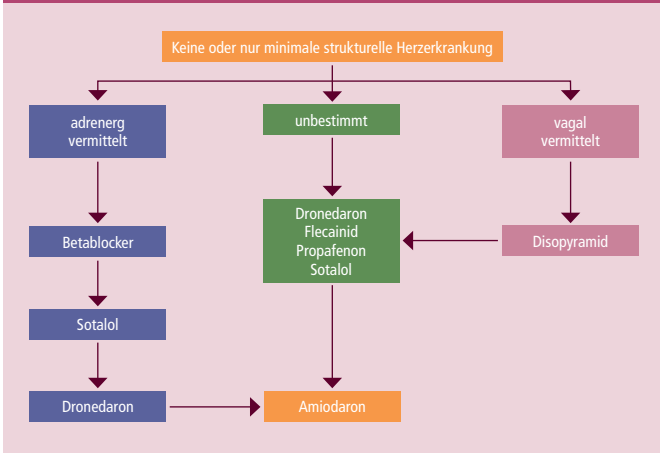 Keine oder nur minimale strukturelle Herzerkrankung
adrenerg
vermittelt
unbestimmt
vagal
vermittelt
Betablocker
Dronedaron
Flecainid
Propafenon
Sotalol
Disopyramid
Sotalol
Dronedaron
Amiodaron